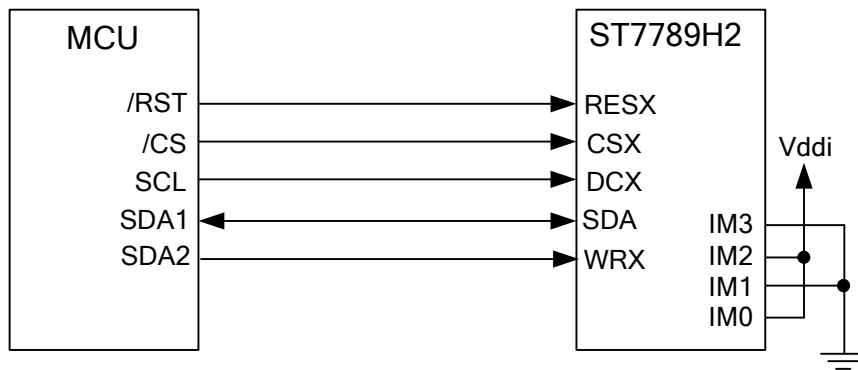 MCU
/RST
/CS
SCL
SDA1
SDA2
ST7789H2
RESX
CSX
DCX
SDA
WRX
IM3
IM2
IM1
IM0
Vddi